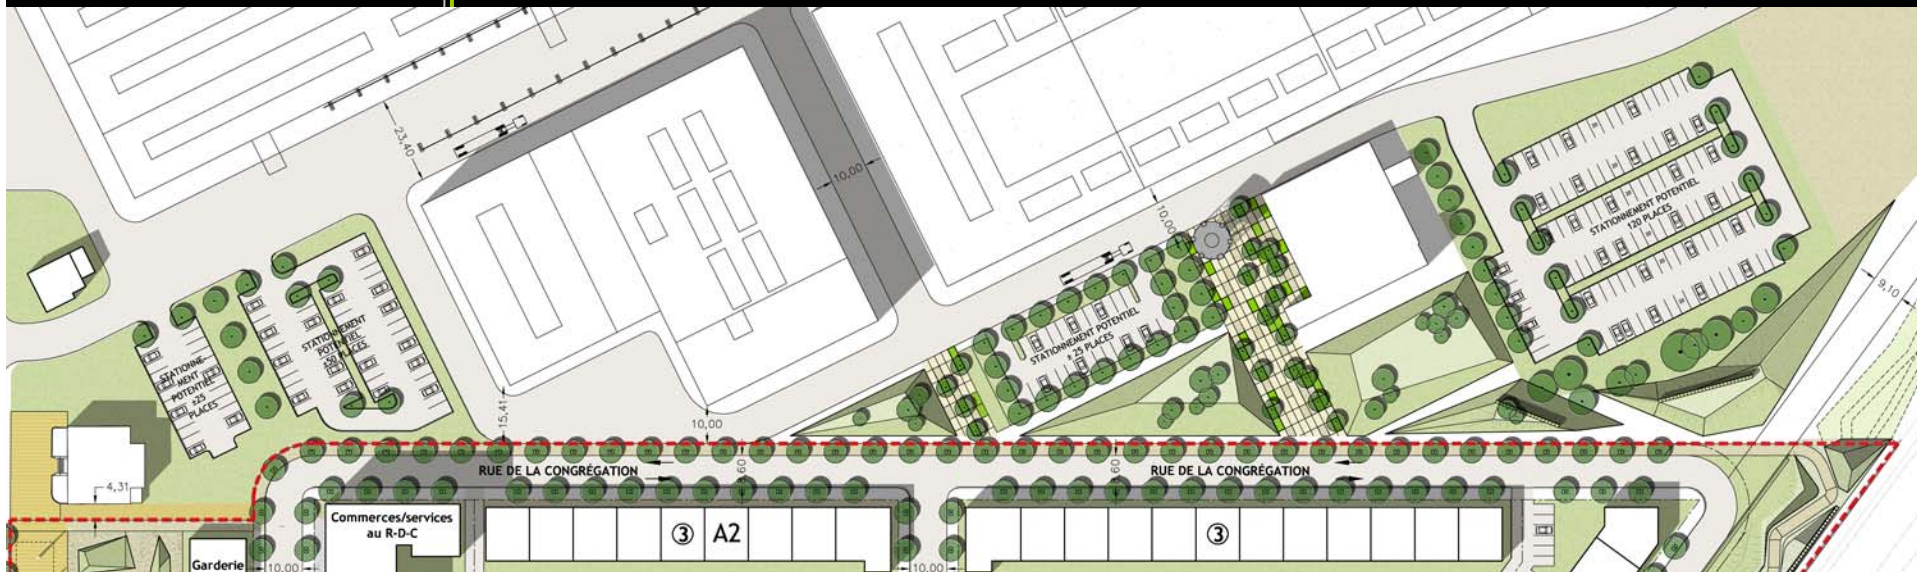 23,40
10,00
10,00
STATIONNEMENT POTENTIEL
120 PLACES
9,10
STATIONNEMENT
POTENTIEL
±50 PLACES
STATIONNEMENT POTENTIEL
± 25 PLACES
STATIONNE
MENT
POTENTIEL
±25
PLACES
15,41
10,00
RUE DE LA CONGRÉGATION
RUE DE LA CONGRÉGATION
8,60
4,31
Commerces/services
au R-D-C
3 A2
3
Garderie
10,00
10,00